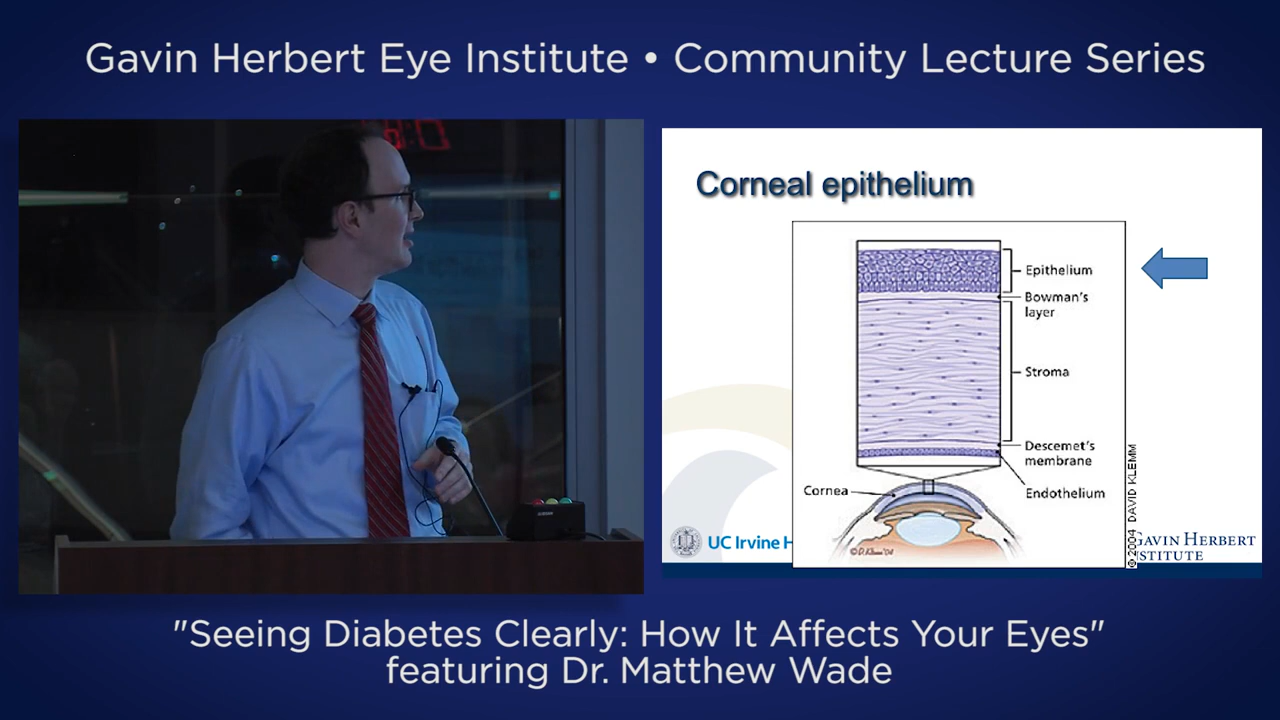 Gavin Herbert Eye Institute • Community Lecture Series
Corneal epithelium
Epithelium
Bowman's
layer
Stroma
Descemet's
membrane
Endothelium
Cornea
© 2004 DAVID KLEMM
UC Irvine H
GAVIN HERBERT
NSTITUTE
"Seeing Diabetes Clearly: How It Affects Your Eyes"
featuring Dr. Matthew Wade